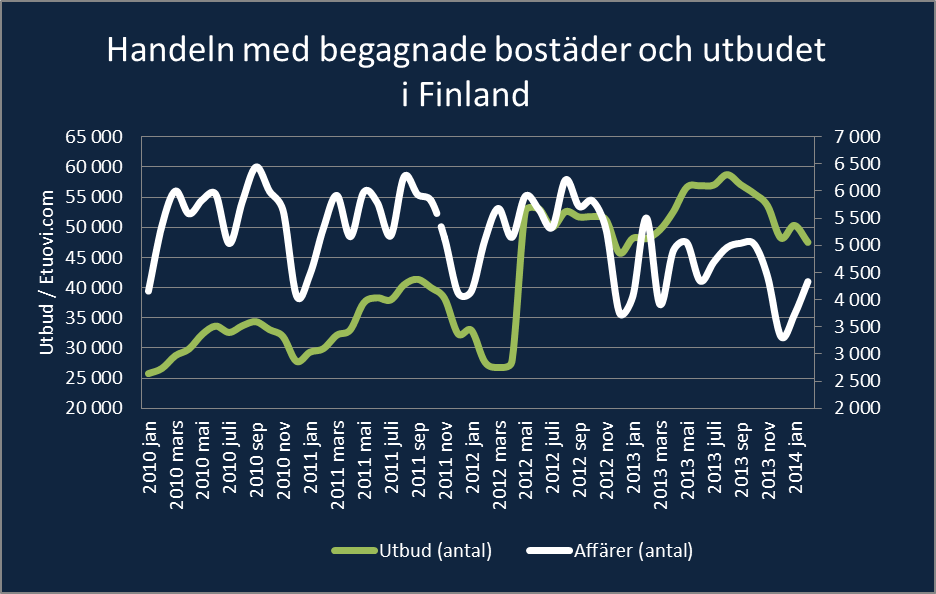 Handeln med begagnade bostäder och utbudet
i Finland
Utbud / Etuovi.com
65 000
60 000
55 000
50 000
45 000
40 000
35 000
30 000
25 000
20 000
7 000
6 500
6 000
5 500
5 000
4 500
4 000
3 500
3 000
2 500
2 000
2010 jan
2010 mars
2010 maj
2010 juli
2010 sep
2010 nov
2011 jan
2011 mars
2011 maj
2011 juli
2011 sep
2011 nov
2012 jan
2012 mars
2012 maj
2012 juli
2012 sep
2012 nov
2013 jan
2013 mars
2013 maj
2013 juli
2013 sep
2013 nov
2014 jan
Utbud (antal)
Affärer (antal)